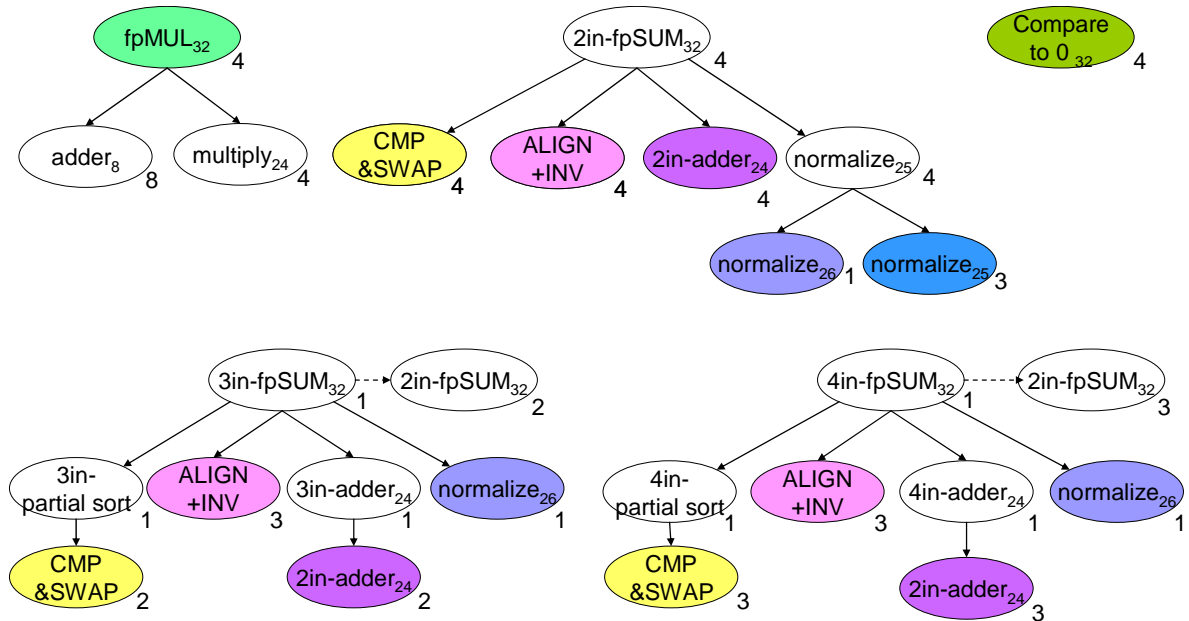 fpMUL32
4
2in-fpSUM32
4
Compare
to 0 32
4
adder8
8
multiply24
4
CMP
&SWAP
4
ALIGN
+INV
4
2in-adder24
4
normalize25
4
normalize26
1
normalize25
3
3in-fpSUM32
1
2in-fpSUM32
2
4in-fpSUM32
1
2in-fpSUM32
3
3in-
partial sort
1
ALIGN
+INV
3
3in-adder24
1
normalize26
1
4in-
partial sort
1
ALIGN
+INV
3
4in-adder24
1
normalize26
1
CMP
&SWAP
2
2in-adder24
2
CMP
&SWAP
3
2in-adder24
3